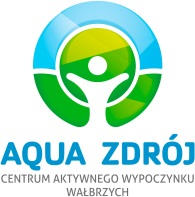 AQUA ZDRÓJ
CENTRUM AKTYWNEGO WYPOCZYNKU
WAŁBRZYCH